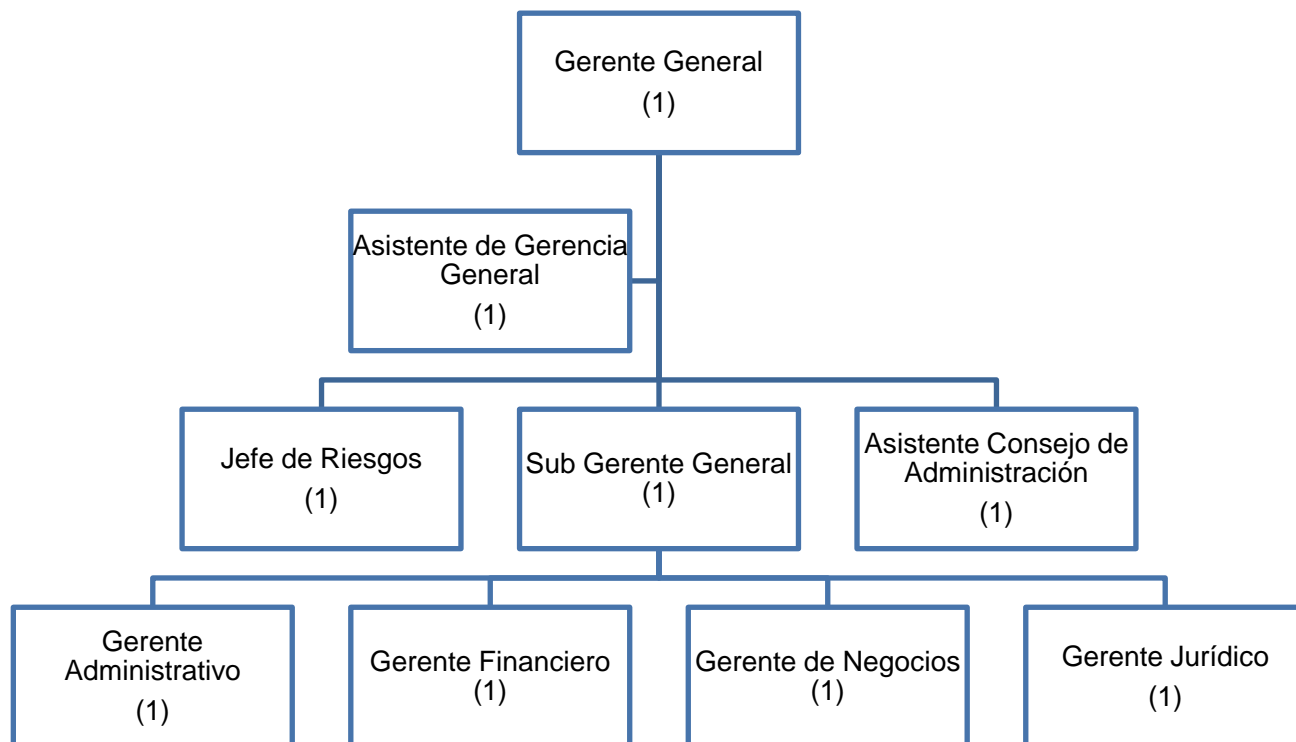 Gerente General
(1)
Asistente de Gerencia
General
(1)
Jefe de Riesgos
(1)
Sub Gerente General
(1)
Asistente Consejo de
Administración
(1)
Gerente
Administrativo
(1)
Gerente Financiero
(1)
Gerente de Negocios
(1)
Gerente Jurídico
(1)